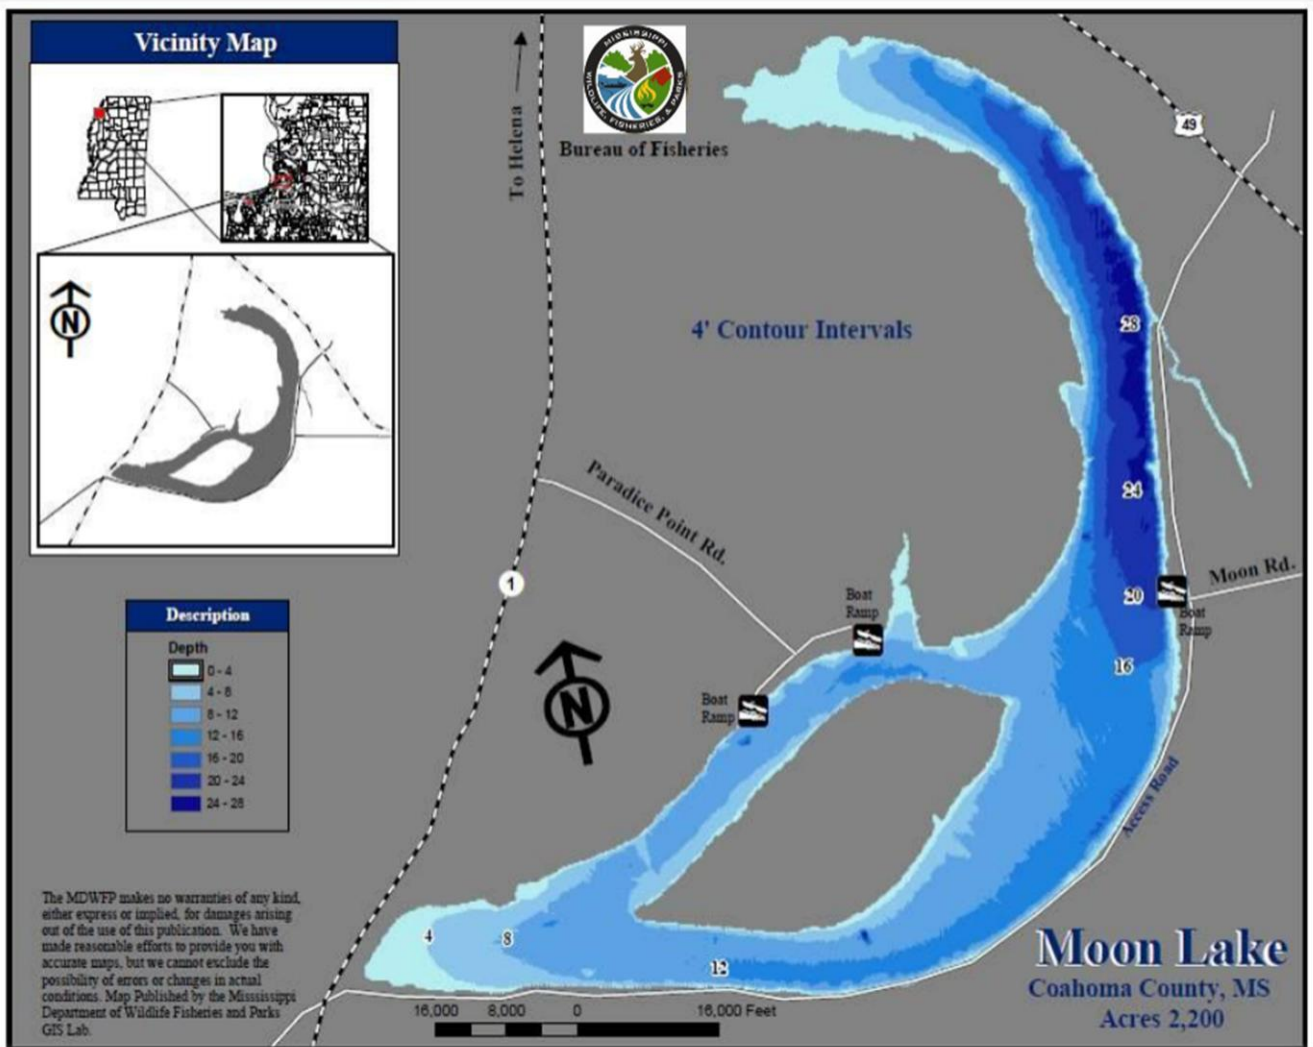 Vicinity Map
N
To Helena
MISSISSIPPI
WILDLIFE, FISHERIES, & PARKS
Bureau of Fisheries
49
4' Contour Intervals
28
24
20
16
Paradice Point Rd.
1
Boat
Ramp
Boat
Ramp
Moon Rd.
Boat
Ramp
N
Access Road
Description
Depth
0 - 4
4 - 8
8 - 12
12 - 16
16 - 20
20 - 24
24 - 28
4
8
12
The MDWFP makes no warranties of any kind,
either express or implied, for damages arising
out of the use of this publication. We have
made reasonable efforts to provide you with
accurate maps, but we cannot exclude the
possibility of errors or changes in actual
conditions. Map Published by the Misssissippi
Department of Wildlife Fisheries and Parks
GIS Lab.
16,000 8,000 0 16,000 Feet
Moon Lake
Coahoma County, MS
Acres 2,200